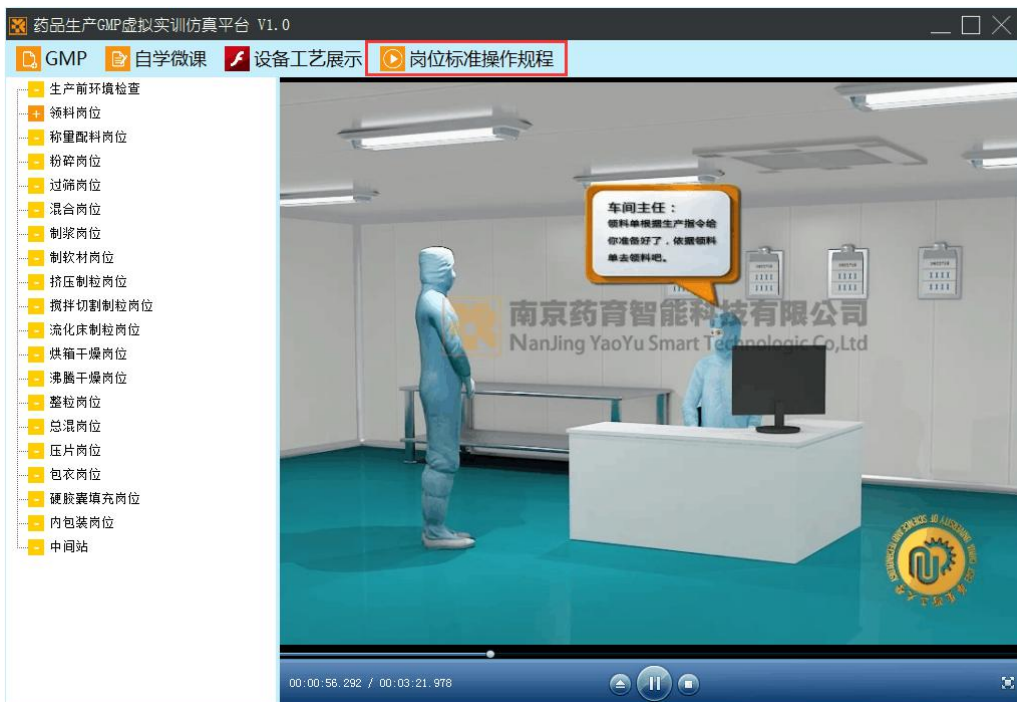 药品生产GMP虚拟实训仿真平台 V1.0
GMP 自学微课 设备工艺展示 岗位标准操作规程
生产前环境检查
领料岗位
称量配料岗位
粉碎岗位
过筛岗位
混合岗位
制浆岗位
制软材岗位
挤压制粒岗位
搅拌切割制粒岗位
流化床制粒岗位
烘箱干燥岗位
沸腾干燥岗位
整粒岗位
总混岗位
压片岗位
包衣岗位
硬胶囊填充岗位
内包装岗位
中间站
车间主任：
领料单根据生产指令给
你准备好了，依据领料
单去领料吧。
南京药育智能科技有限公司
NanJing YaoYu Smart Technologic Co,Ltd
00:00:56.292 / 00:03:21.978